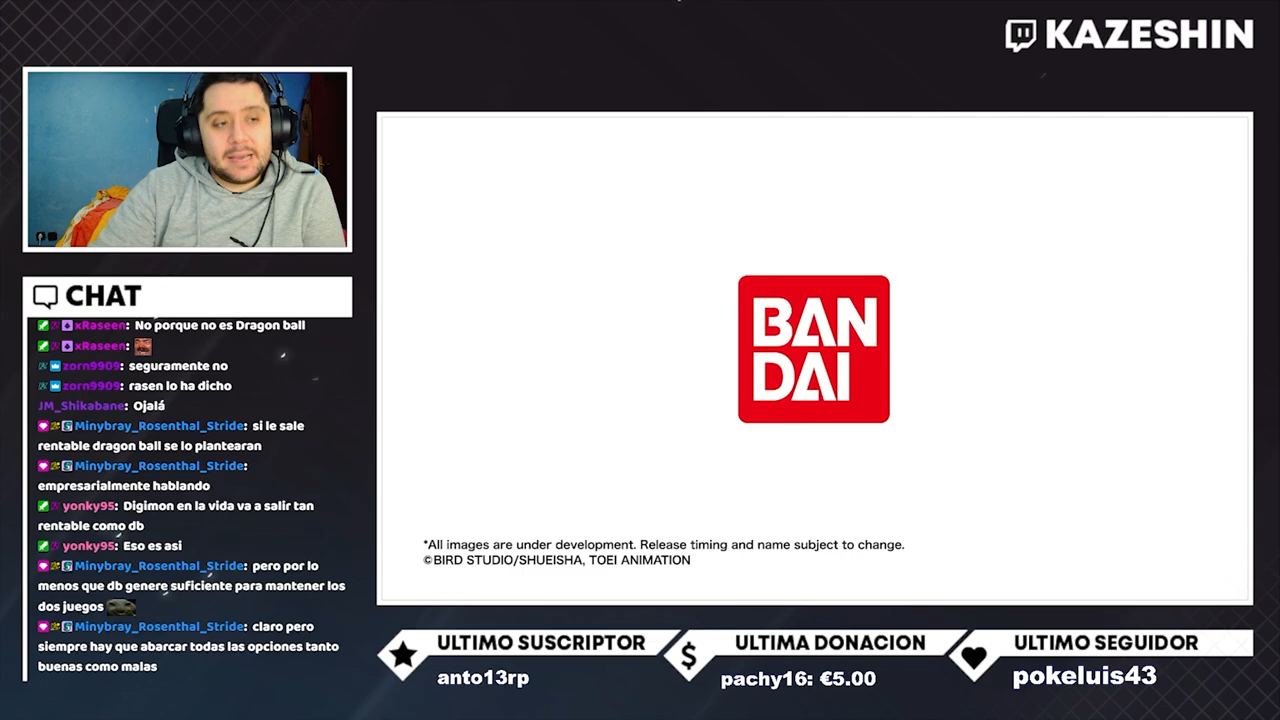 KAZESHIN
CHAT
xRaseen: No porque no es Dragon ball
xRaseen:
zorn9909: seguramente no
zorn9909: rasen lo ha dicho
JM_Shikabane: Ojalá
Minybray_Rosenthal_Stride: si le sale
rentable dragon ball se lo plantearan
Minybray_Rosenthal_Stride:
empresarialmente hablando
yonky95: Digimon en la vida va a salir tan
rentable como db
yonky95: Eso es asi
Minybray_Rosenthal_Stride: pero por lo
menos que db genere suficiente para mantener los
dos juegos
Minybray_Rosenthal_Stride: claro pero
siempre hay que abarcar todas las opciones tanto
buenas como malas
BAN
DAI
*All images are under development. Release timing and name subject to change.
©BIRD STUDIO/SHUEISHA, TOEI ANIMATION
ULTIMO SUSCRIPTOR
anto13rp
ULTIMA DONACION
pachy16: €5.00
ULTIMO SEGUIDOR
pokeluis43